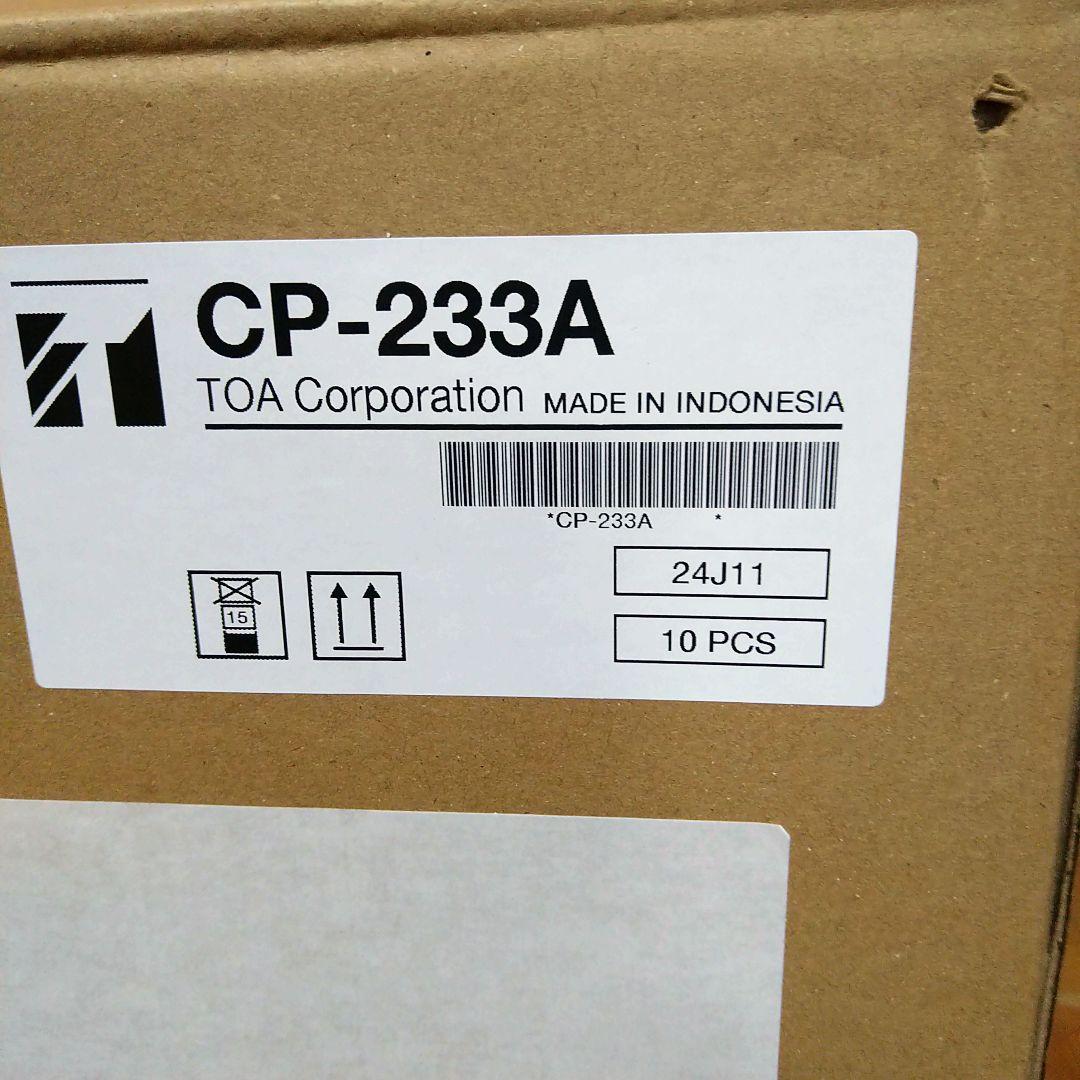 CP-233A
TOA Corporation MADE IN INDONESIA
*CP-233A *
24J11
15
10 PCS